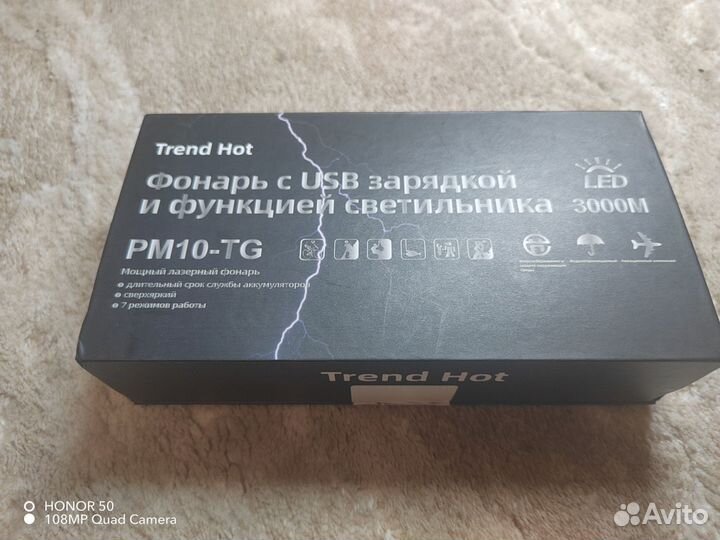 Trend Hot
Фонарь с USB зарядкой
и функцией светильника
LED
3000M
PM10-TG
Мощный лазерный фонарь
длительный срок службы аккумуляторов
сверхяркий
7 режимов работы
Trend Hot
HONOR 50
108MP Quad Camera
Avito